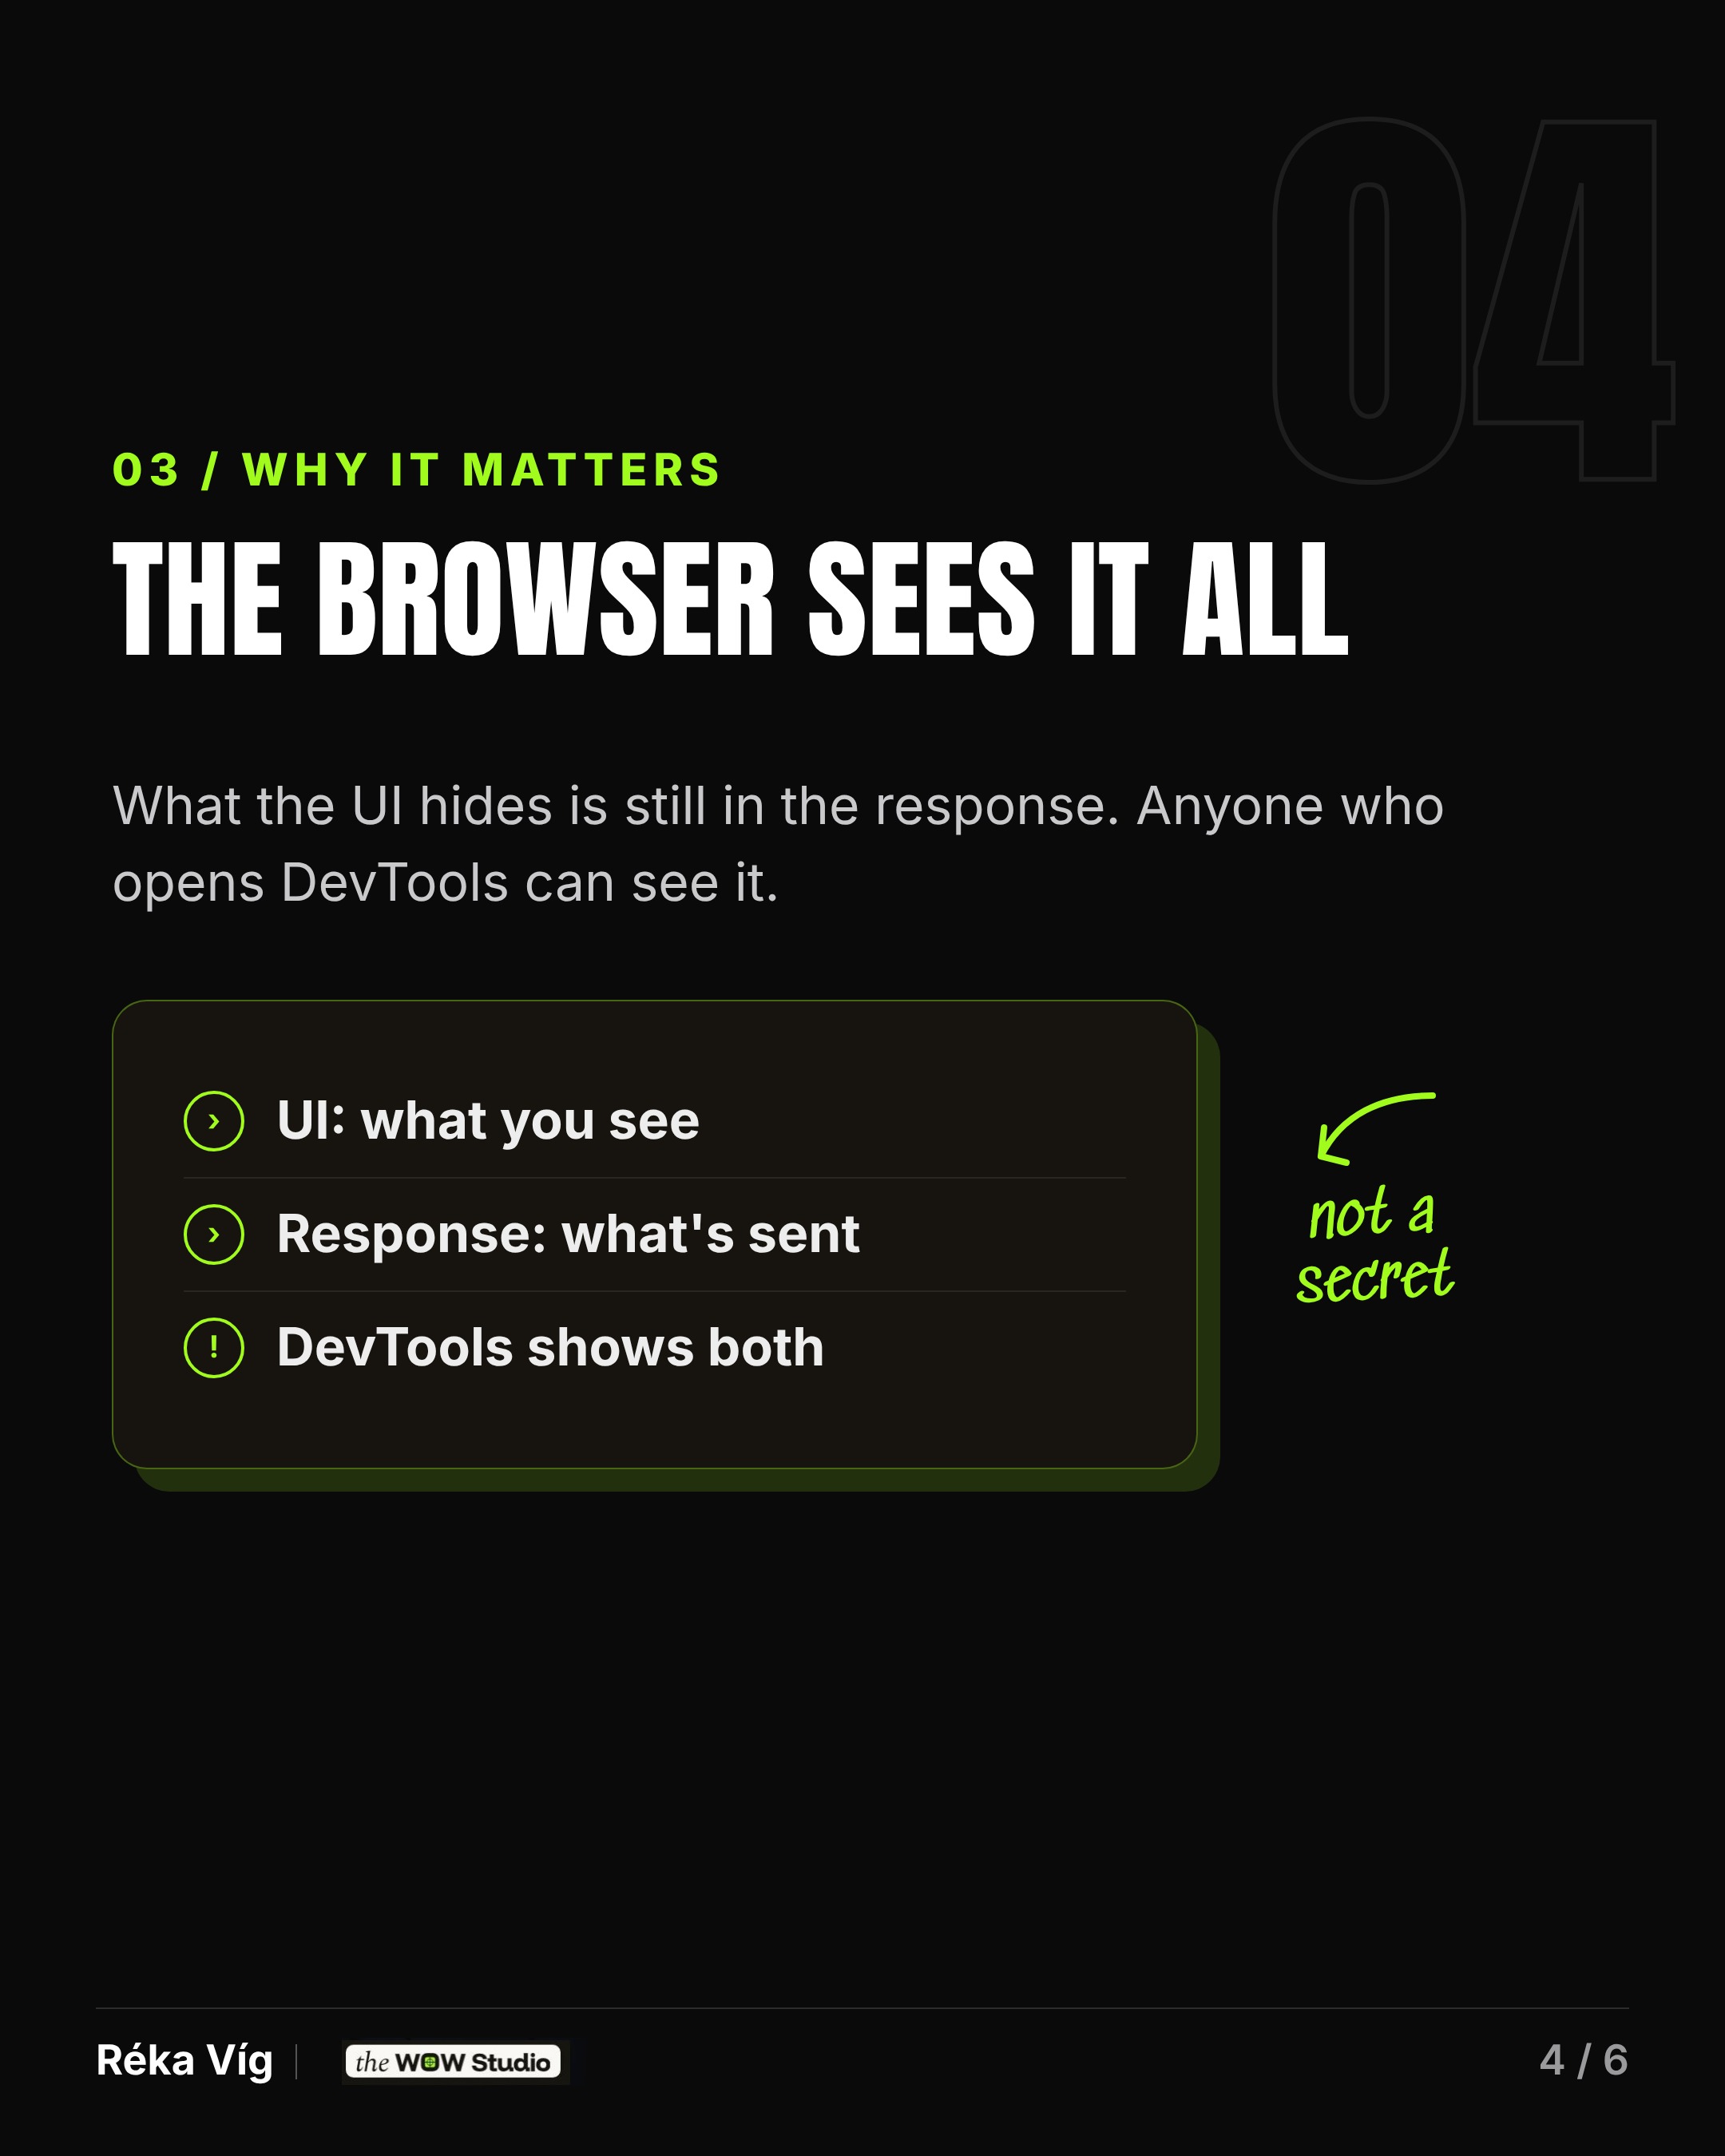 04
03 / WHY IT MATTERS
THE BROWSER SEES IT ALL
What the UI hides is still in the response. Anyone who
opens DevTools can see it.
› UI: what you see
› Response: what's sent
! DevTools shows both
not a
secret
Réka Víg
the WOW Studio
4 / 6